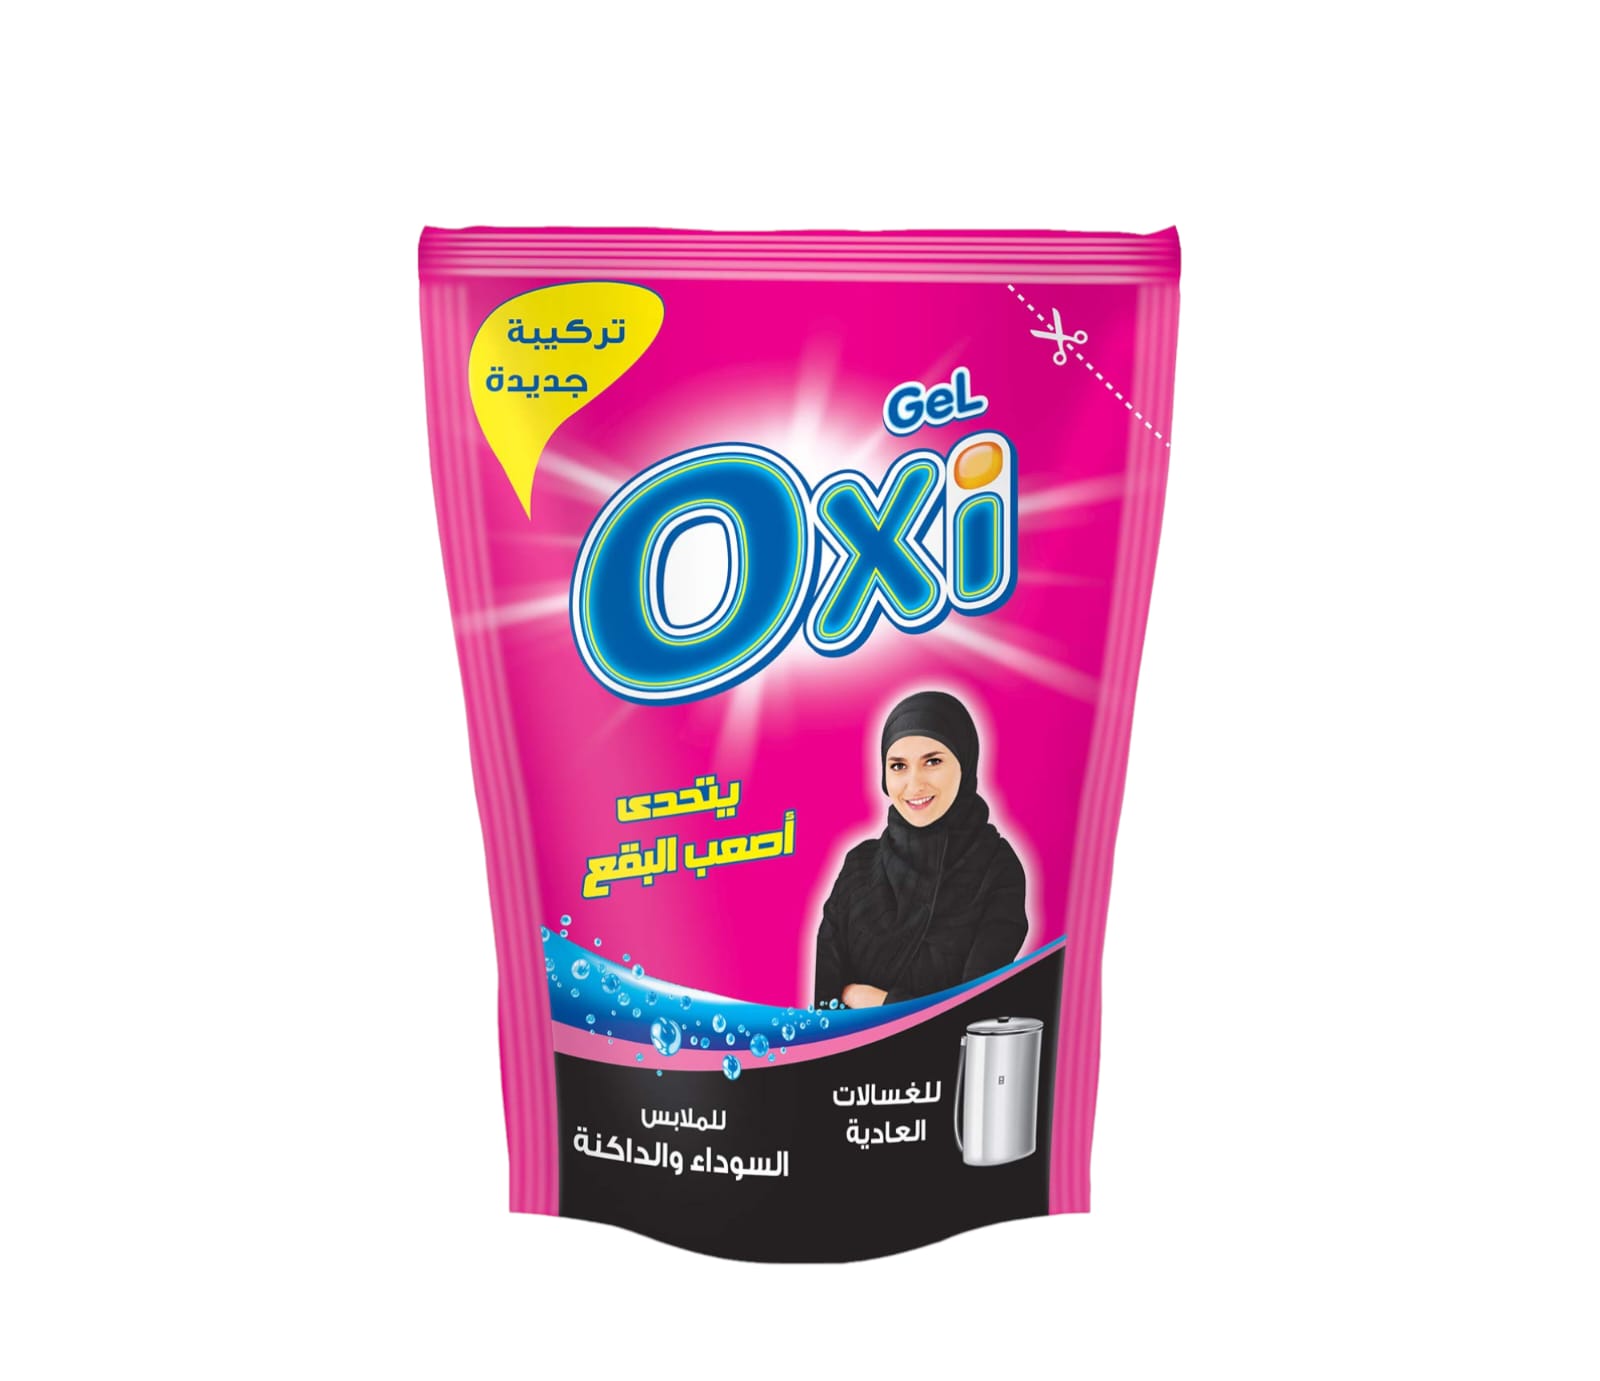 تركيبة
جديدة
GeL
Oxi
يتحدى
أصعب البقع
للغسالات
العادية
للملابس
السوداء والداكنة